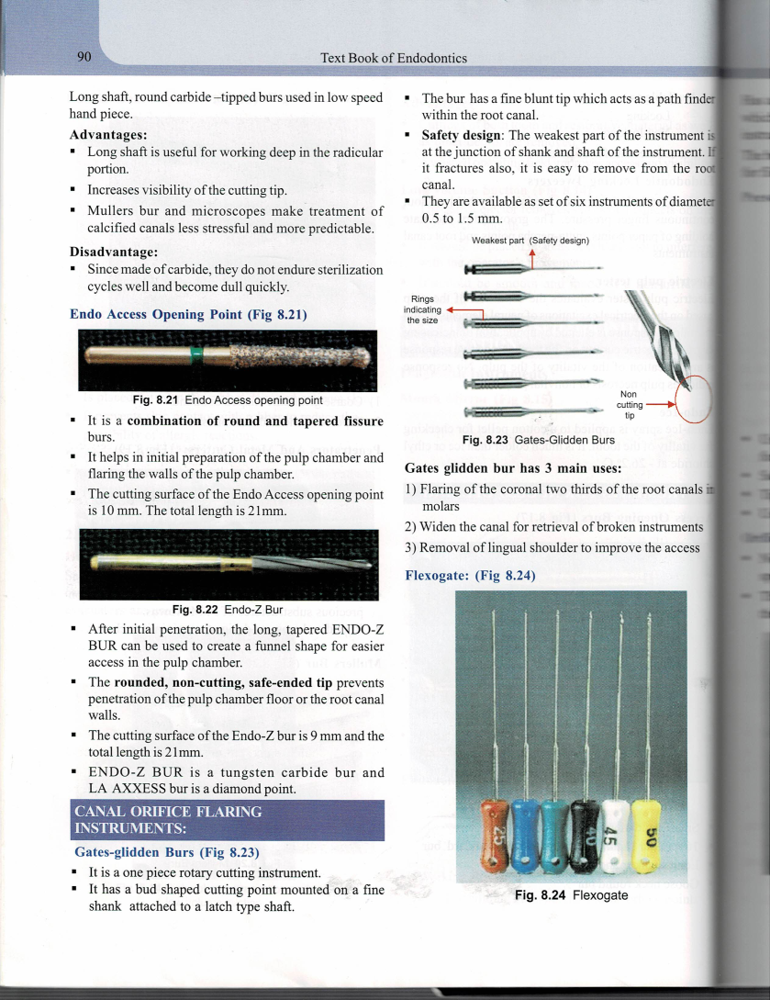 90
Text Book of Endodontics
Long shaft, round carbide –tipped burs used in low speed
hand piece.
Advantages:
▪ Long shaft is useful for working deep in the radicular
portion.
▪ Increases visibility of the cutting tip.
▪ Mullers bur and microscopes make treatment of
calcified canals less stressful and more predictable.
Disadvantage:
▪ Since made of carbide, they do not endure sterilization
cycles well and become dull quickly.
Endo Access Opening Point (Fig 8.21)
Fig. 8.21 Endo Access opening point
▪ It is a combination of round and tapered fissure
burs.
▪ It helps in initial preparation of the pulp chamber and
flaring the walls of the pulp chamber.
▪ The cutting surface of the Endo Access opening point
is 10 mm. The total length is 21mm.
Fig. 8.22 Endo-Z Bur
▪ After initial penetration, the long, tapered ENDO-Z
BUR can be used to create a funnel shape for easier
access in the pulp chamber.
▪ The rounded, non-cutting, safe-ended tip prevents
penetration of the pulp chamber floor or the root canal
walls.
▪ The cutting surface of the Endo-Z bur is 9 mm and the
total length is 21mm.
▪ ENDO-Z BUR is a tungsten carbide bur and
LA AXXESS bur is a diamond point.
CANAL ORIFICE FLARING
INSTRUMENTS:
Gates-glidden Burs (Fig 8.23)
▪ It is a one piece rotary cutting instrument.
▪ It has a bud shaped cutting point mounted on a fine
shank attached to a latch type shaft.
▪ The bur has a fine blunt tip which acts as a path finder
within the root canal.
▪ Safety design: The weakest part of the instrument is
at the junction of shank and shaft of the instrument. If
it fractures also, it is easy to remove from the root
canal.
▪ They are available as set of six instruments of diameter
0.5 to 1.5 mm.
Weakest part (Safety design)
Rings
indicating
the size
Non
cutting
tip
Fig. 8.23 Gates-Glidden Burs
Gates glidden bur has 3 main uses:
1) Flaring of the coronal two thirds of the root canals in
molars
2) Widen the canal for retrieval of broken instruments
3) Removal of lingual shoulder to improve the access
Flexogate: (Fig 8.24)
25
40
45
50
Fig. 8.24 Flexogate